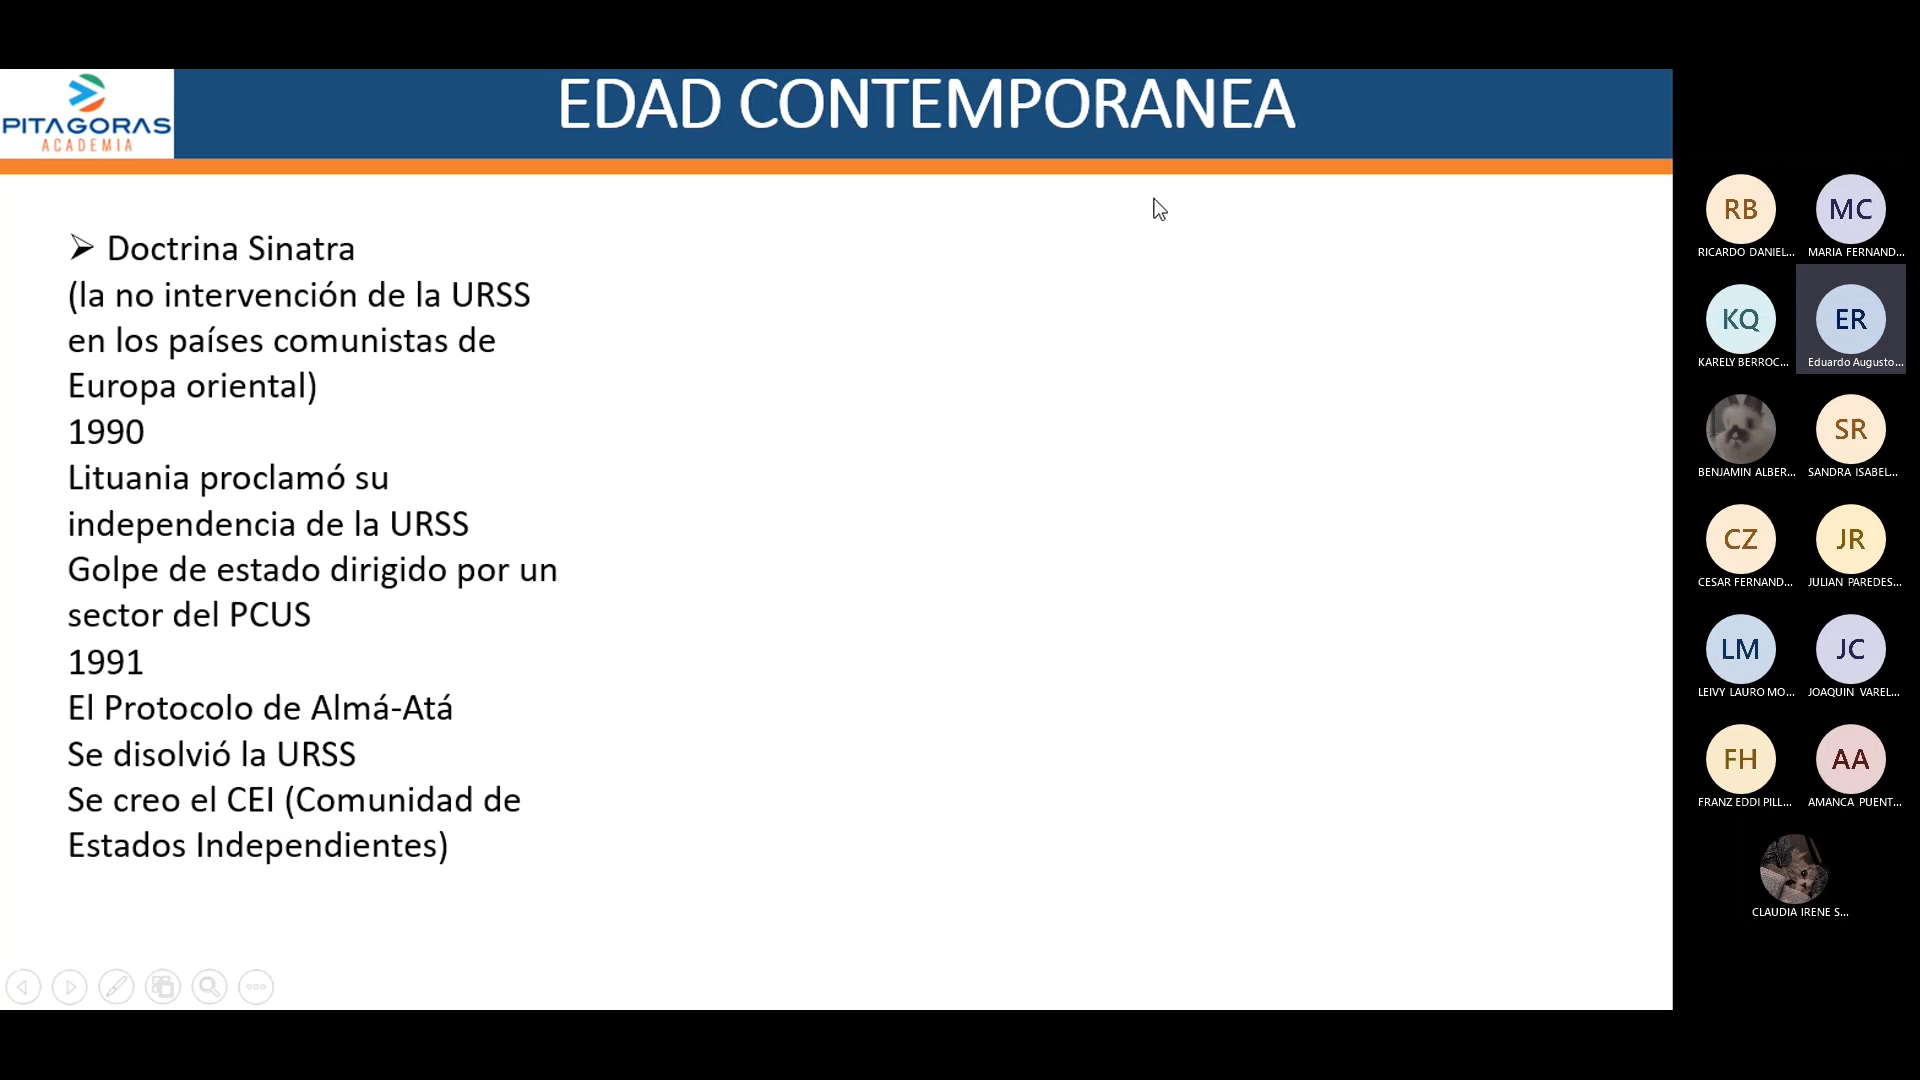 PITAGORAS
ACADEMIA
EDAD CONTEMPORANEA
➢ Doctrina Sinatra
(la no intervención de la URSS
en los países comunistas de
Europa oriental)
1990
Lituania proclamó su
independencia de la URSS
Golpe de estado dirigido por un
sector del PCUS
1991
El Protocolo de Almá-Atá
Se disolvió la URSS
Se creo el CEI (Comunidad de
Estados Independientes)
RB
RICARDO DANIEL...
MC
MARIA FERNAND...
KQ
KARELY BERROC...
ER
Eduardo Augusto...
BENJAMIN ALBER...
SR
SANDRA ISABEL...
CZ
CESAR FERNAND...
JR
JULIAN PAREDES...
LM
LEIVY LAURO MO...
JC
JOAQUIN VAREL...
FH
FRANZ EDDI PILL...
AA
AMANCA PUENT...
CLAUDIA IRENE S...